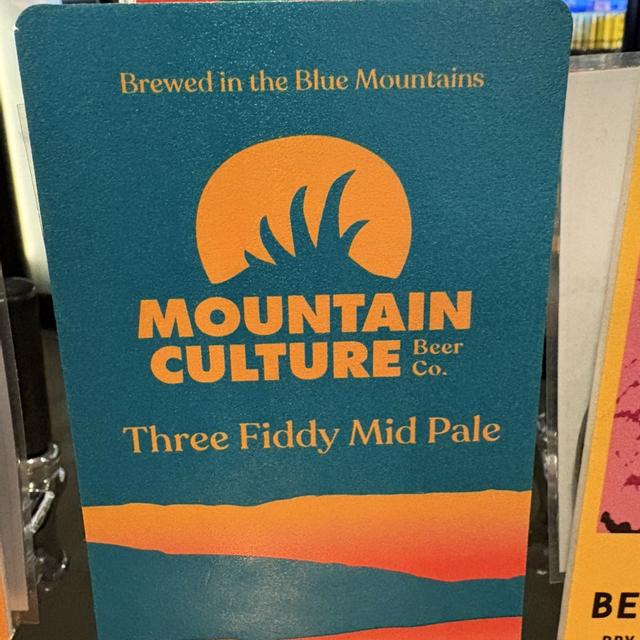 Brewed in the Blue Mountains
MOUNTAIN
CULTURE Beer Co.
Three Fiddy Mid Pale
BE